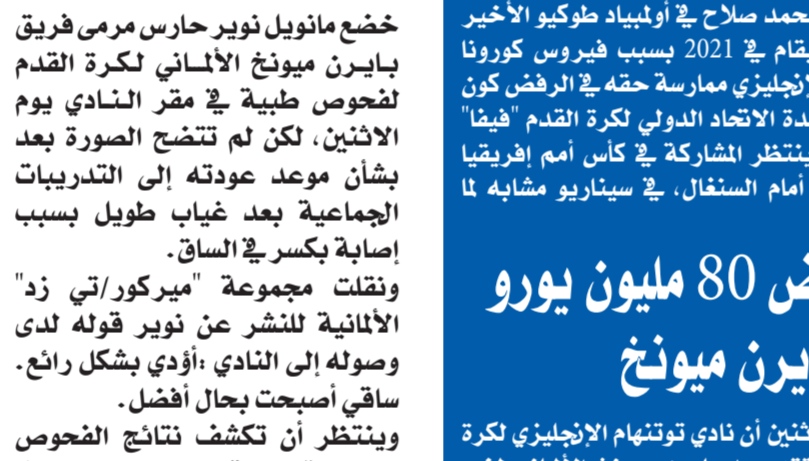 محمد صلاح في أولمبياد طوكيو الأخير
يقام في 2021 بسبب فيروس كورونا
ممارسة حقه في الرفض كون
الاتحاد الدولي لكرة القدم "فيفا"
ينتظر المشاركة في كأس أمم إفريقيا
أمام السنغال، في سيناريو مشابه لما
80 مليون يورو
ميونخ
أن نادي توتنهام الإنجليزي لكرة
خضع مانويل نوير حارس مرمى فريق
بايرن ميونخ الألماني لكرة القدم
لفحوص طبية في مقر النادي يوم
الاثنين، لكن لم تتضح الصورة بعد
بشأن موعد عودته إلى التدريبات
الجماعية بعد غياب طويل بسبب
إصابة بكسر في الساق.
ونقلت مجموعة "ميركور/تي زد"
الألمانية للنشر عن نوير قوله لدى
وصوله إلى النادي :أؤدي بشكل رائع.
ساقي أصبحت بحال أفضل.
وينتظر أن تكشف نتائج الفحوص